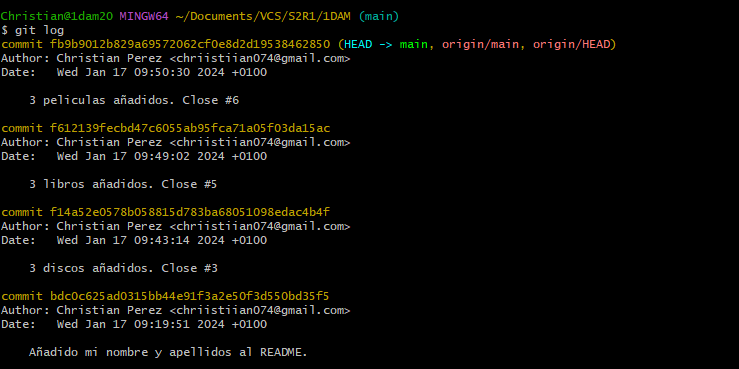 Christian@1dam20 MINGW64 ~/Documents/VCS/S2R1/1DAM (main)
$ git log
commit fb9b9012b829a69572062cf0e8d2d19538462850 (HEAD -> main, origin/main, origin/HEAD)
Author: Christian Perez <chriistiian074@gmail.com>
Date:   Wed Jan 17 09:50:30 2024 +0100
3 peliculas añadidos. Close #6
commit f612139fecbd47c6055ab95fca71a05f03da15ac
Author: Christian Perez <chriistiian074@gmail.com>
Date:   Wed Jan 17 09:49:02 2024 +0100
3 libros añadidos. Close #5
commit f14a52e0578b058815d783ba68051098edac4b4f
Author: Christian Perez <chriistiian074@gmail.com>
Date:   Wed Jan 17 09:43:14 2024 +0100
3 discos añadidos. Close #3
commit bdc0c625ad0315bb44e91f3a2e50f3d550bd35f5
Author: Christian Perez <chriistiian074@gmail.com>
Date:   Wed Jan 17 09:19:51 2024 +0100
Añadido mi nombre y apellidos al README.